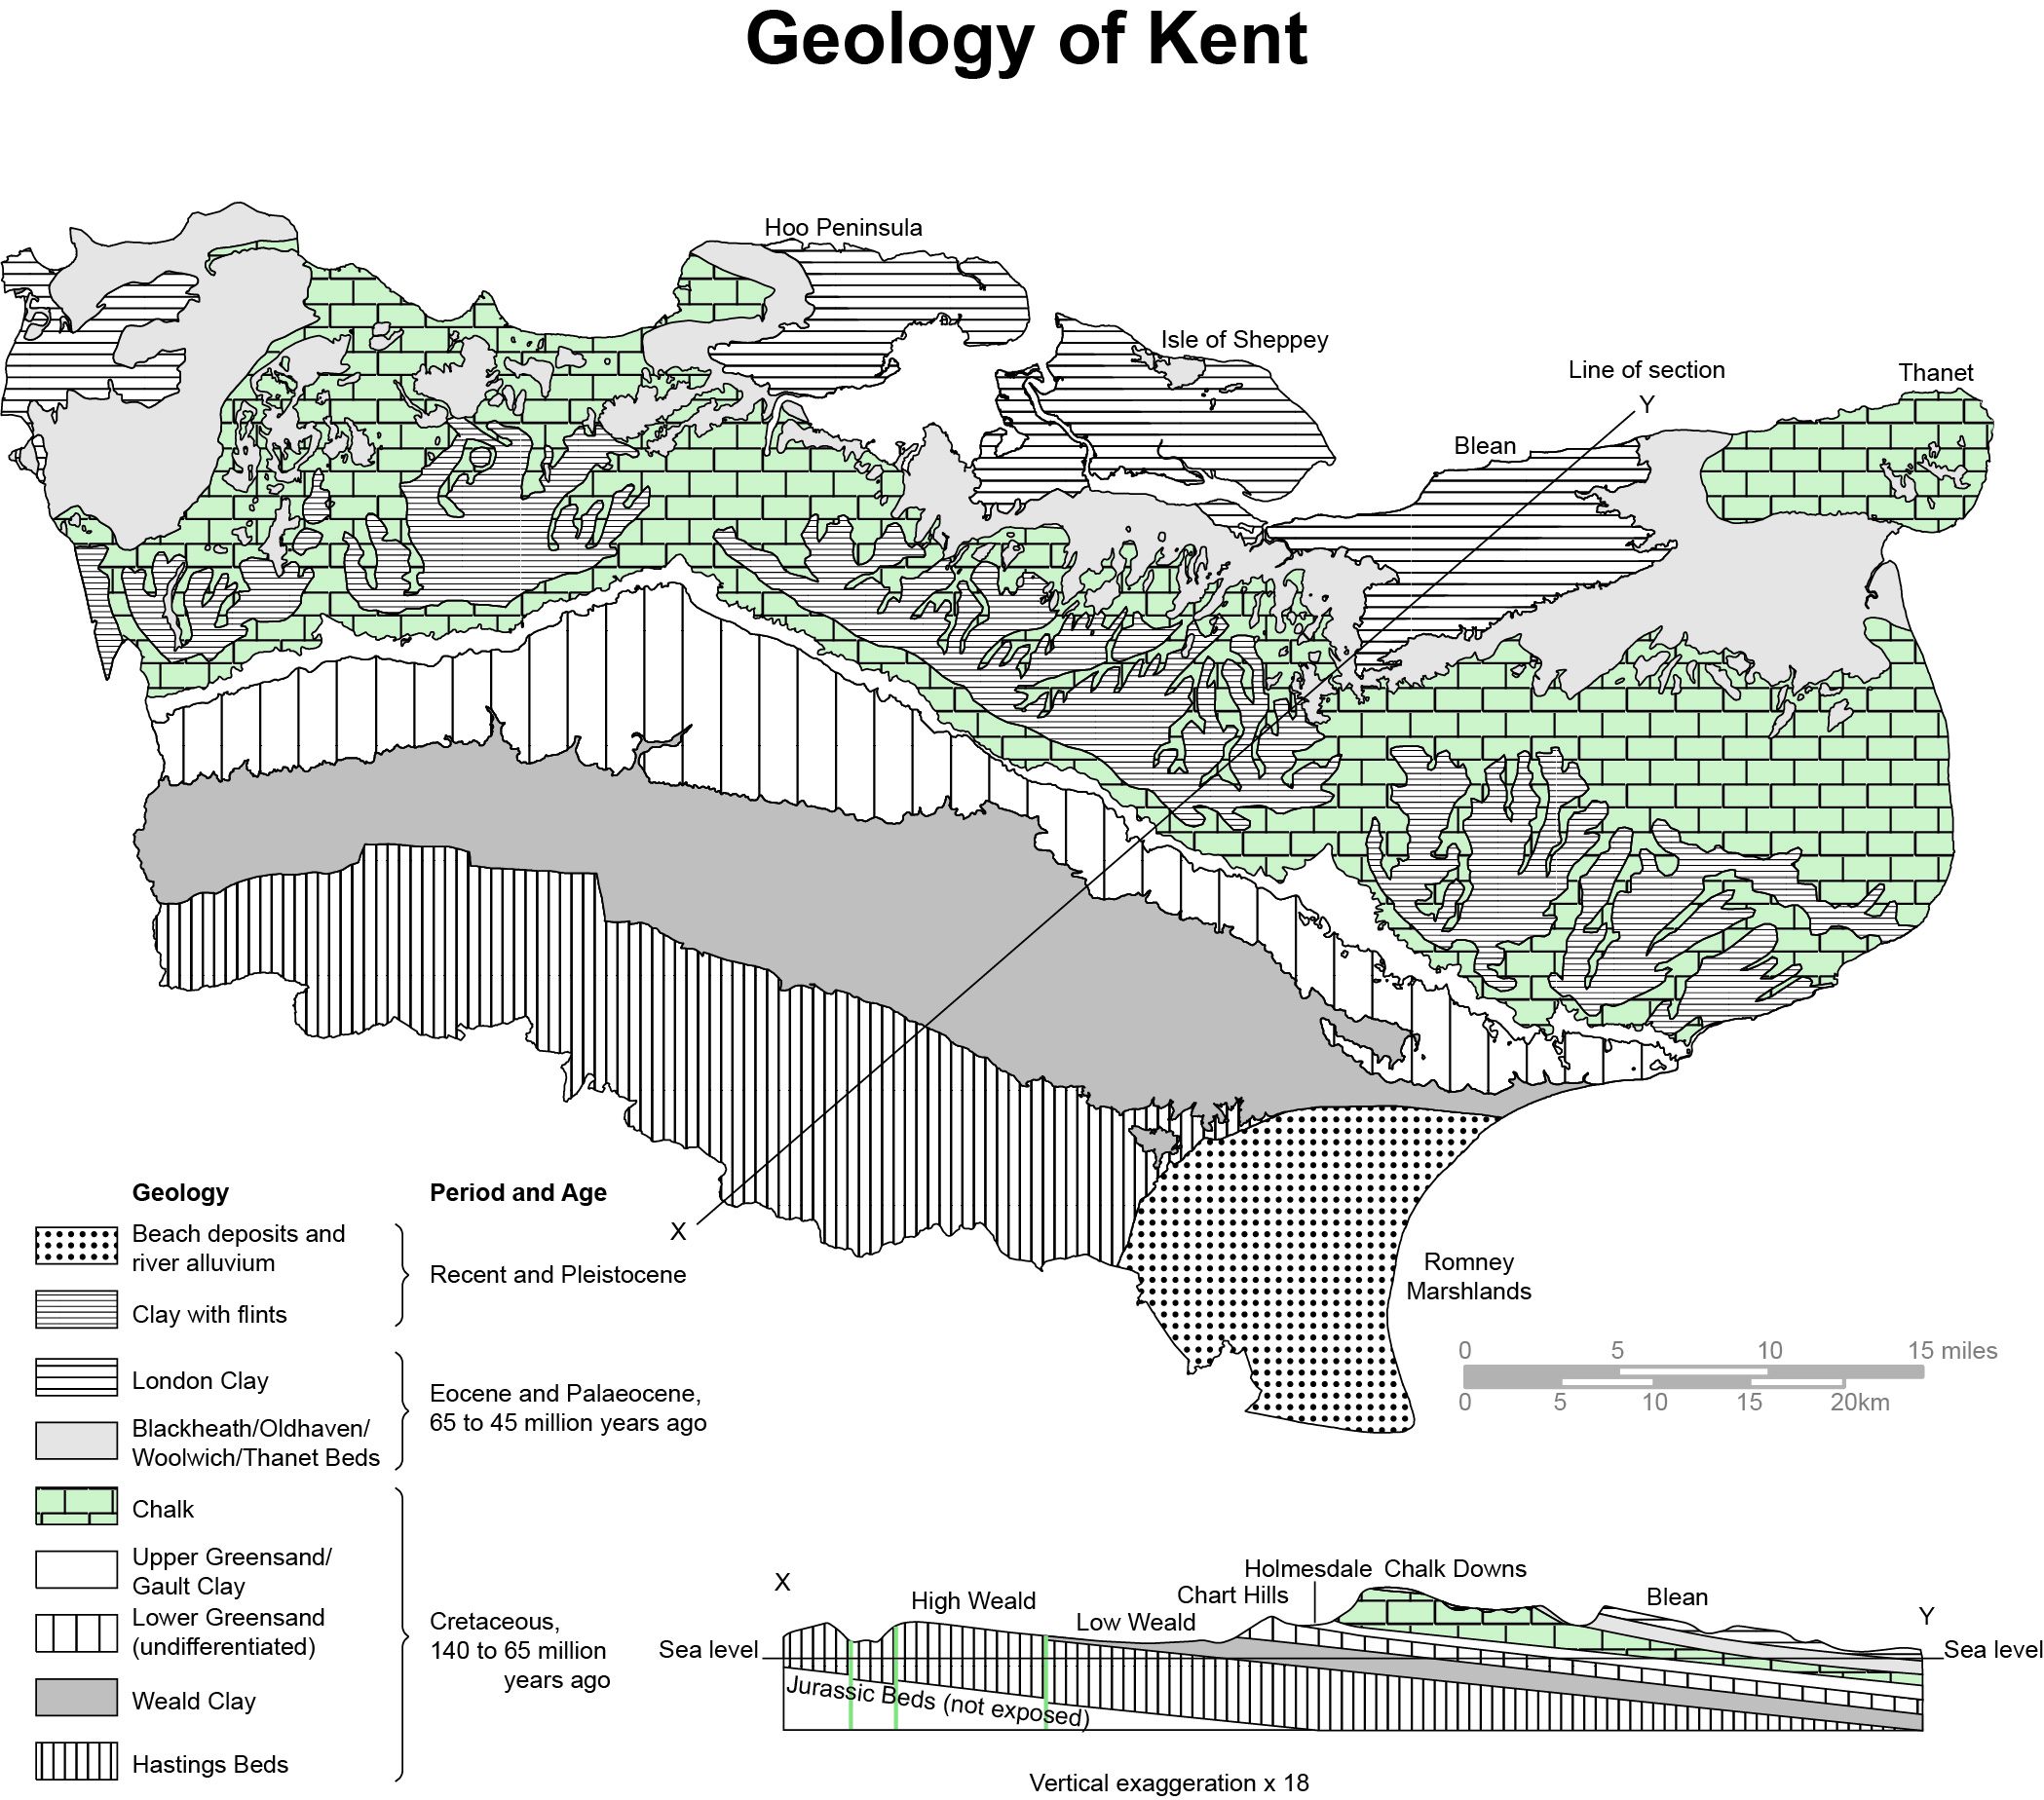 Geology of Kent
Hoo Peninsula
Isle of Sheppey
Line of section
Y
Thanet
Blean
X
Romney
Marshlands
0 5 10 15 miles
0 5 10 15 20km
Geology
Period and Age
Beach deposits and
river alluvium
Recent and Pleistocene
Clay with flints
London Clay
Eocene and Palaeocene,
65 to 45 million years ago
Blackheath/Oldhaven/
Woolwich/Thanet Beds
Chalk
Upper Greensand/
Gault Clay
Lower Greensand
(undifferentiated)
Cretaceous,
140 to 65 million
years ago
Weald Clay
Hastings Beds
X
High Weald
Low Weald
Chart Hills
Holmesdale
Chalk Downs
Blean
Y
Sea level
Sea level
Jurassic Beds (not exposed)
Vertical exaggeration x 18